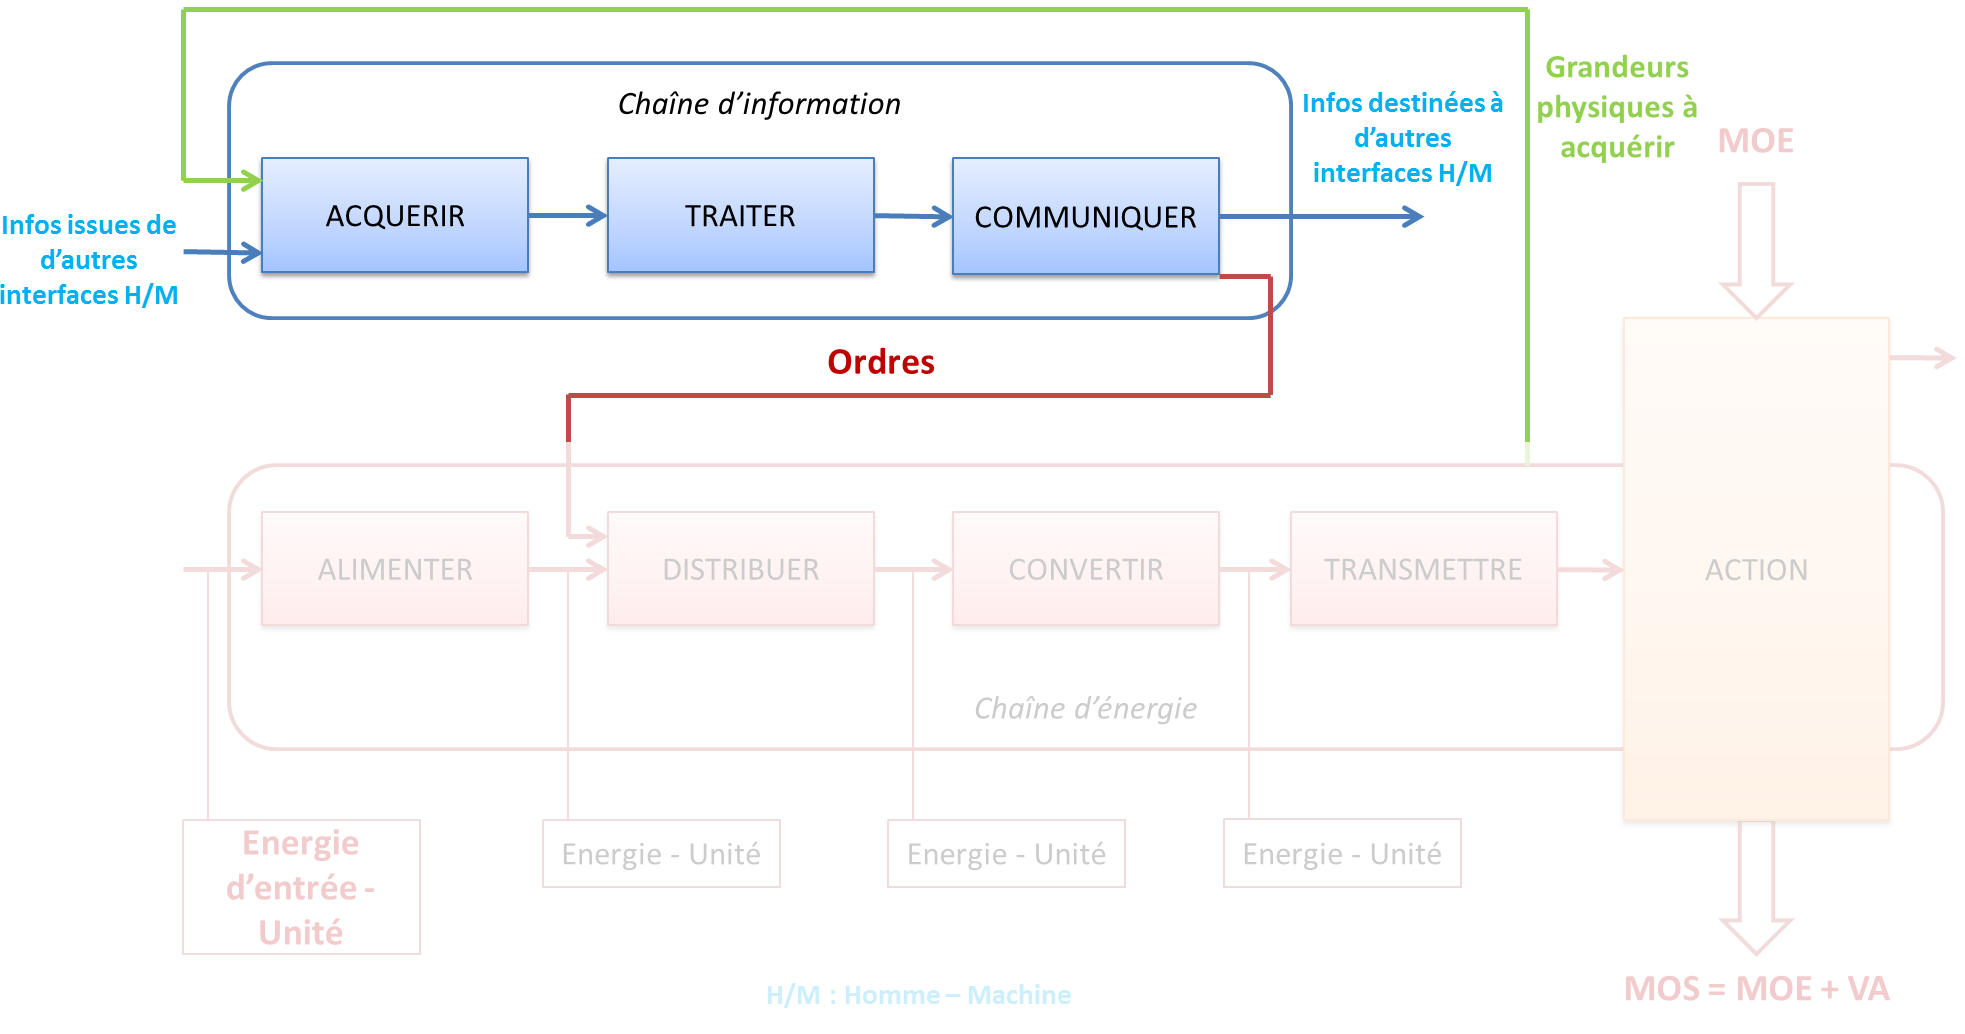 Chaîne d’information
Grandeurs
physiques à
acquérir
Infos destinées à
d’autres
interfaces H/M
MOE
ACQUERIR
TRAITER
COMMUNIQUER
Infos issues de
d’autres
interfaces H/M
Ordres
ALIMENTER
DISTRIBUER
CONVERTIR
TRANSMETTRE
ACTION
Chaîne d’énergie
Energie
d’entrée -
Unité
Energie - Unité
Energie - Unité
Energie - Unité
H/M : Homme – Machine
MOS = MOE + VA